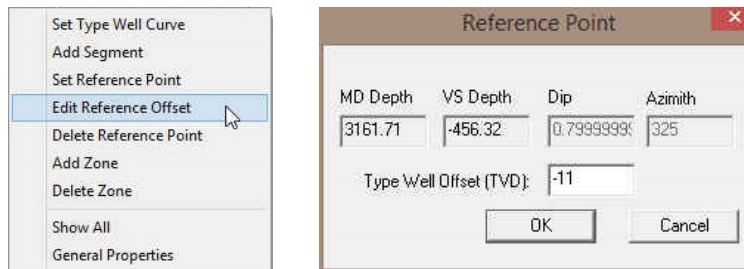 Set Type Well Curve
Add Segment
Set Reference Point
Edit Reference Offset
Delete Reference Point
Add Zone
Delete Zone
Show All
General Properties
Reference Point
MD Depth VS Depth Dip Azimith
3161.71 -456.32 0.7999999 325
Type Well Offset (TVD): -11
OK Cancel